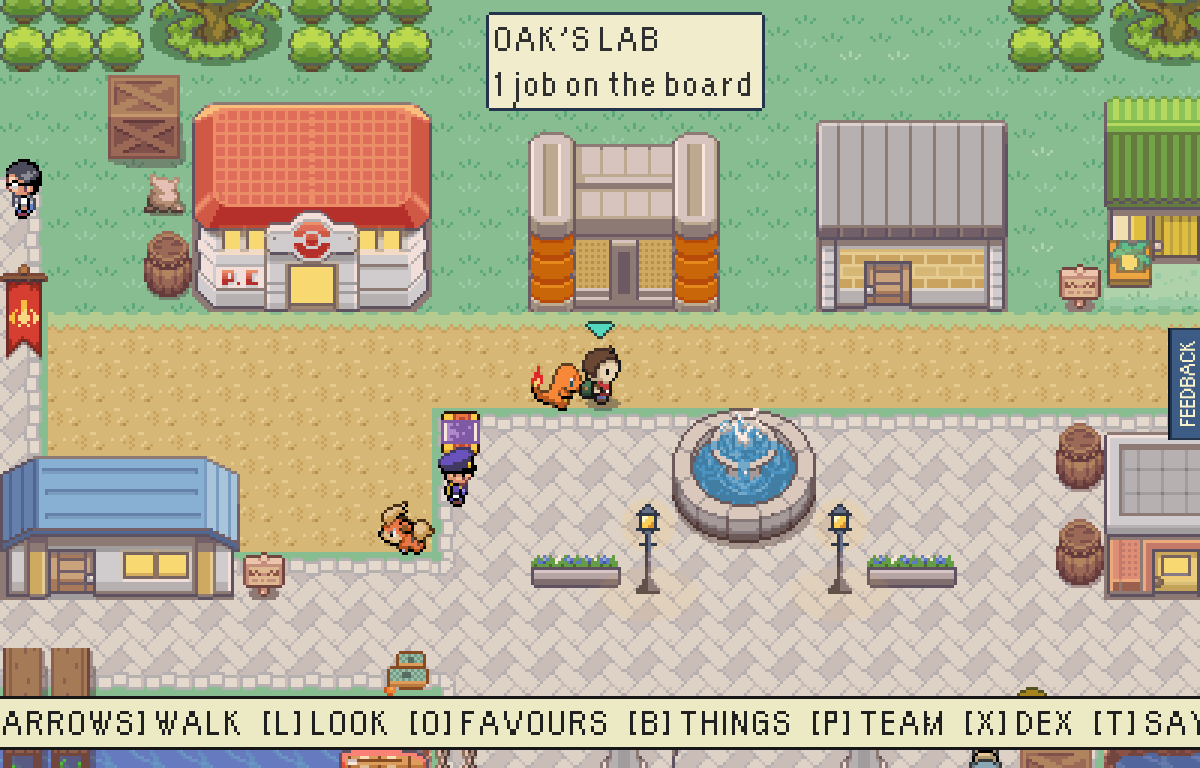 OAK'S LAB
1 job on the board
P.C
FEEDBACK
ARROWS] WALK [L] LOOK [O] FAVOURS [B] THINGS [P] TEAM [X] DEX [T] SAY